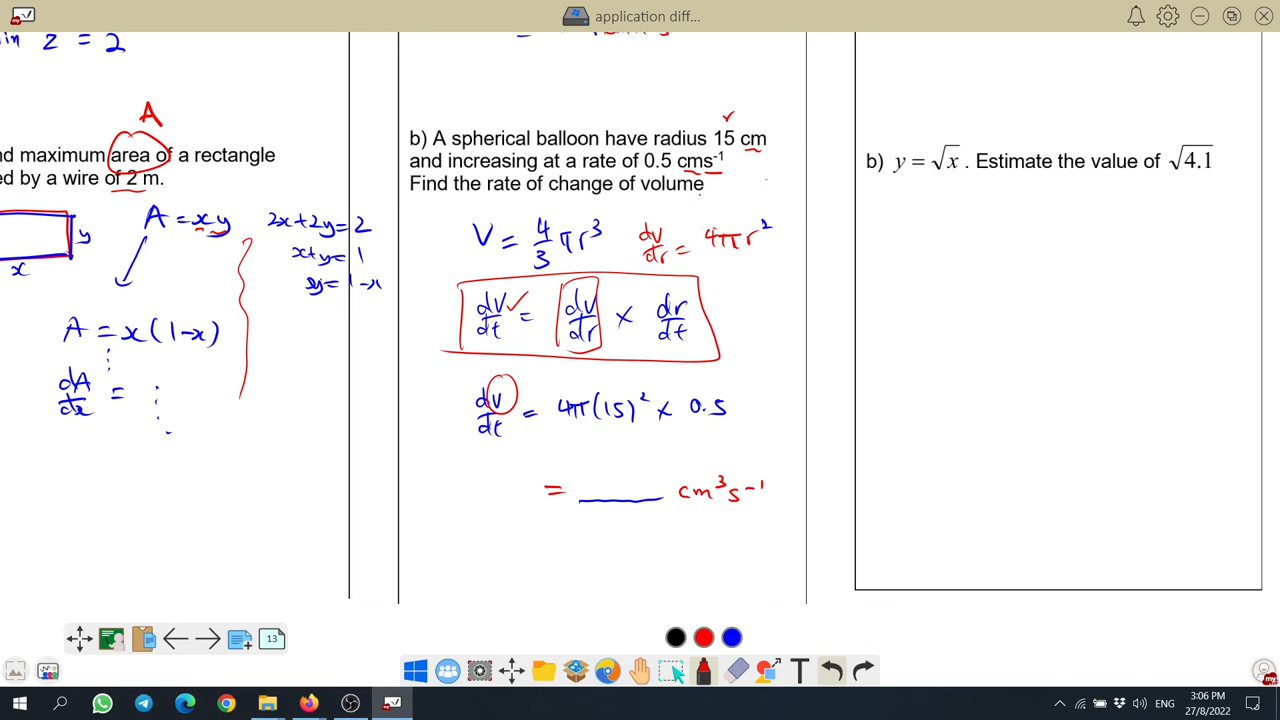 application diff...
in z = 2
A
nd maximum area of a rectangle
ed by a wire of 2 m.
A = xy
2x+2y = 2
x+y = 1
y = 1-x
y
x
A = x(1-x)
dA/dx =
r
b) A spherical balloon have radius 15 cm
and increasing at a rate of 0.5 cms⁻¹
Find the rate of change of volume
V = 4/3 πr³
dv/dr = 4πr²
dV/dt = dV/dr × dr/dt
dv/dt = 4π(15)² × 0.5
= ______ cm³s⁻¹
b) y = √x . Estimate the value of √4.1
13
T
ENG
3:06 PM
27/8/2022